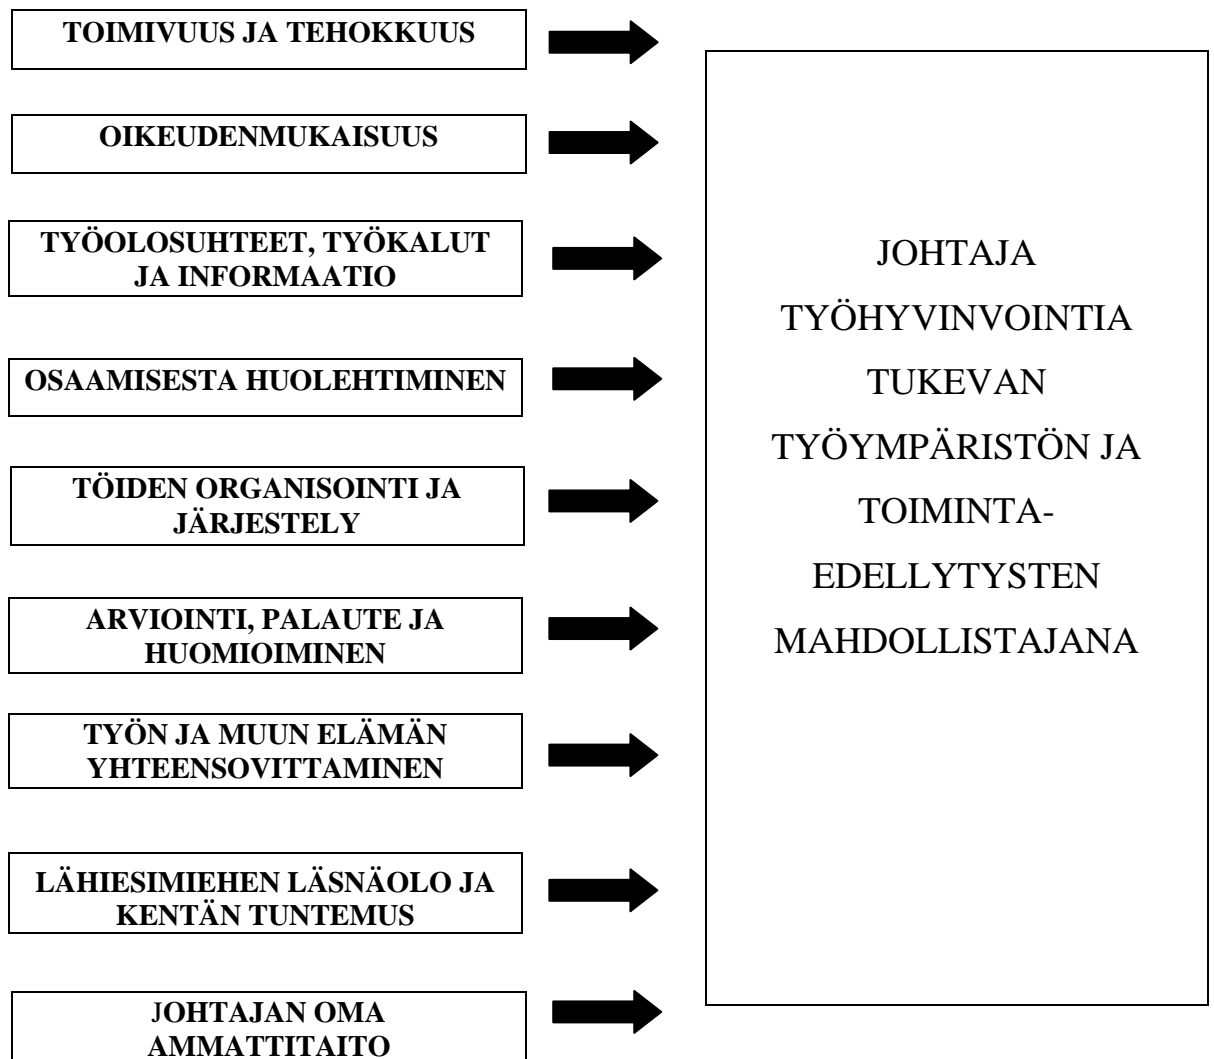 TOIMIVUUS JA TEHOKKUUS
OIKEUDENMUKAISUUS
TYÖOLOSUHTEET, TYÖKALUT
JA INFORMAATIO
OSAAMISESTA HUOLEHTIMINEN
TÖIDEN ORGANISOINTI JA
JÄRJESTELY
ARVIOINTI, PALAUTE JA
HUOMIOIMINEN
TYÖN JA MUUN ELÄMÄN
YHTEENSOVITTAMINEN
LÄHIESIMIEHEN LÄSNÄOLO JA
KENTÄN TUNTEMUS
JOHTAJAN OMA
AMMATTITAITO
JOHTAJA
TYÖHYVINVOINTIA
TUKEVAN
TYÖYMPÄRISTÖN JA
TOIMINTA-
EDELLYTYSTEN
MAHDOLLISTAJANA